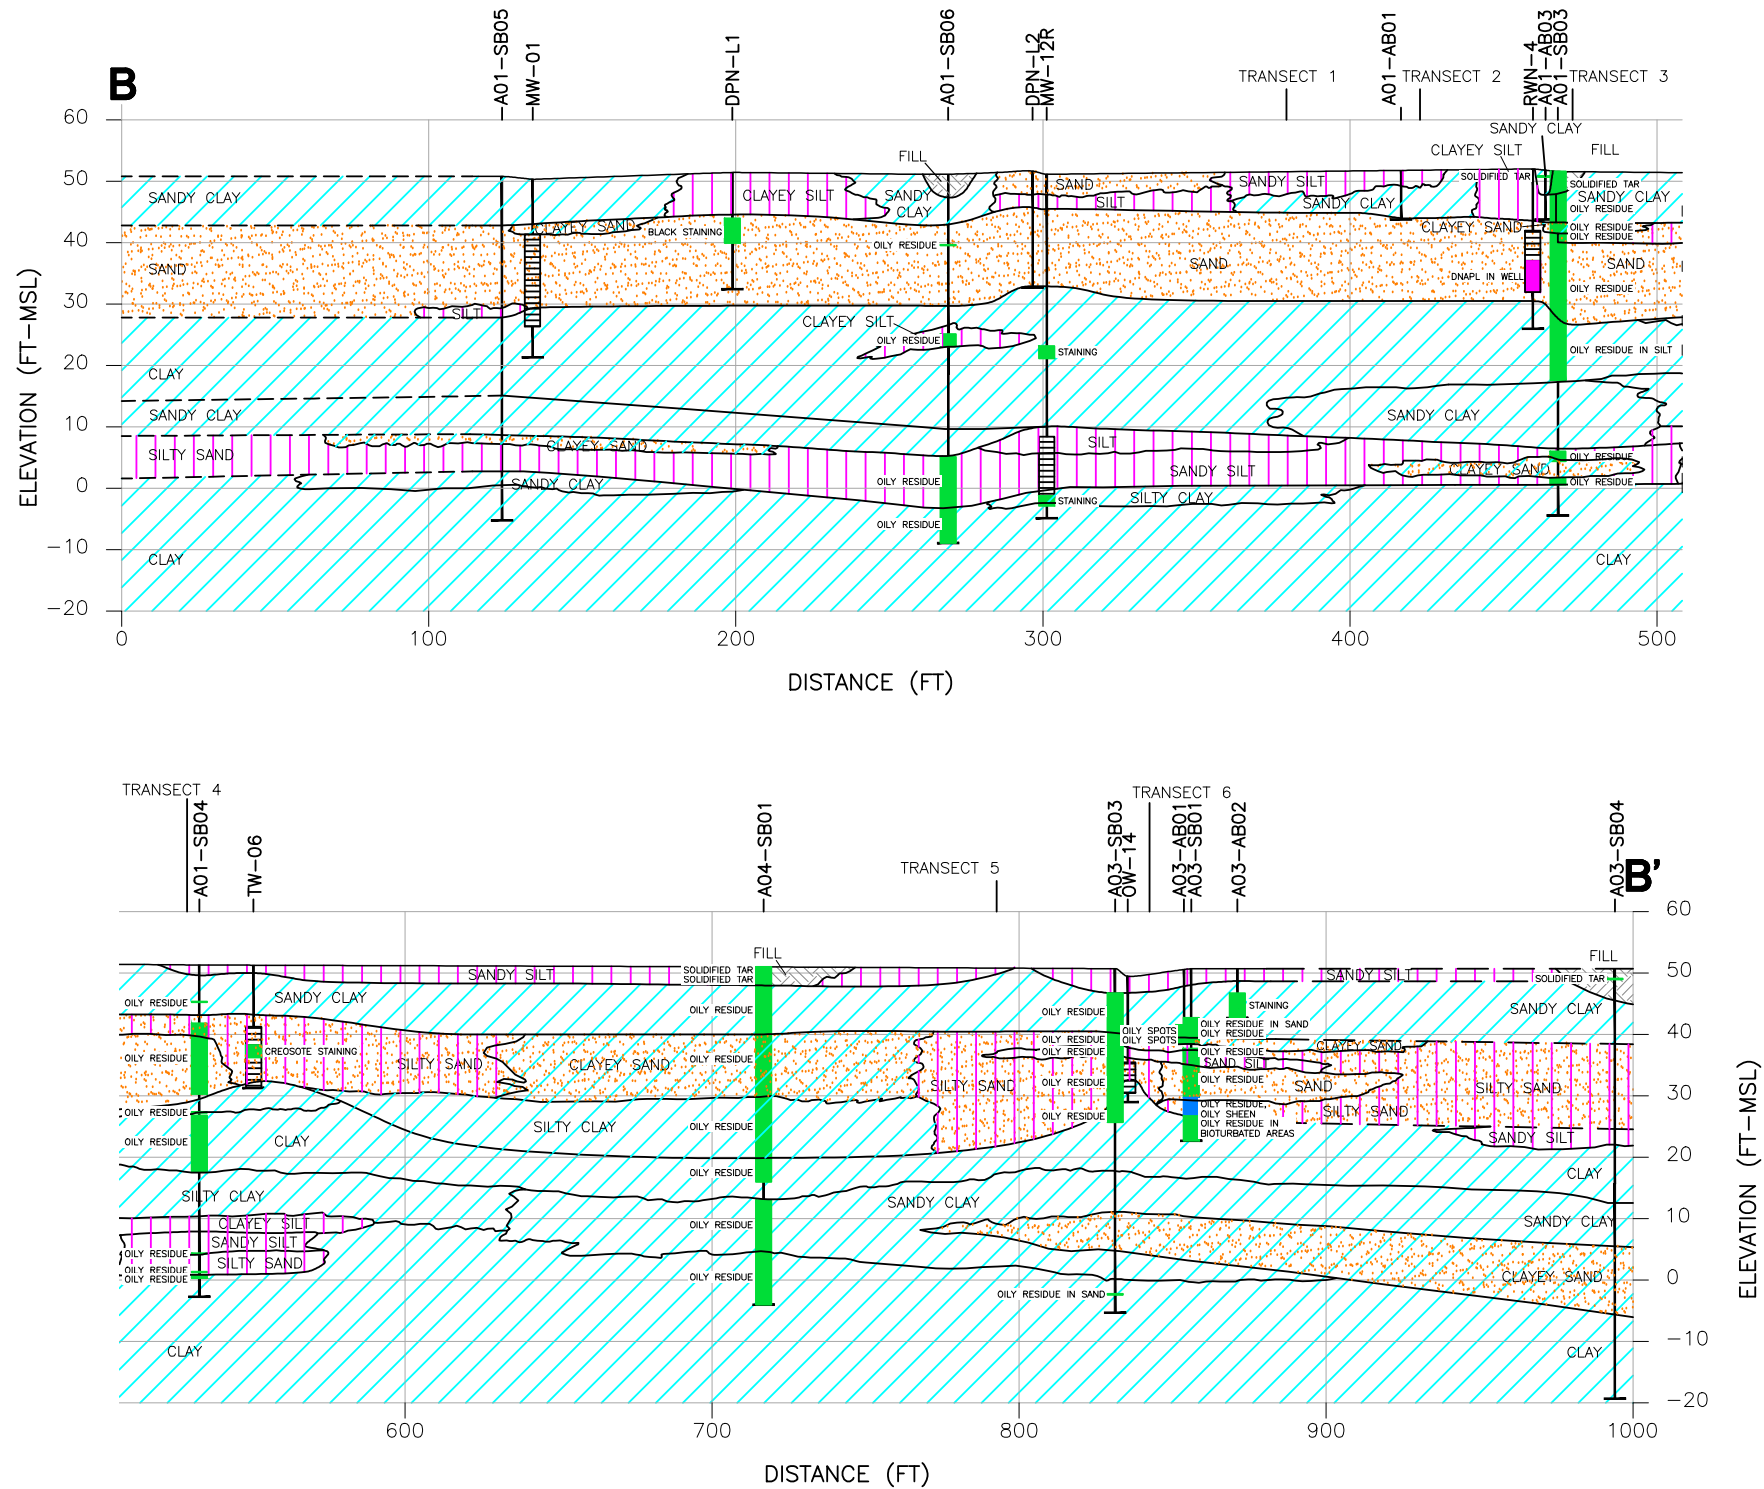 B
A01-SB05
MW-01
DPN-L1
A01-SB06
DPN-L2
MW-12R
TRANSECT 1
A01-AB01
TRANSECT 2
RWN-4
A01-AB03
A01-SB03
TRANSECT 3
60
50
40
30
20
10
0
-10
-20
ELEVATION (FT-MSL)
SANDY CLAY
CLAYEY SILT
FILL
FILL
SOLIDIFIED TAR
SOLIDIFIED TAR
SANDY CLAY
OILY RESIDUE
SANDY CLAY
CLAYEY SILT
SANDY
CLAY
SAND
SILT
SANDY SILT
SANDY CLAY
CLAYEY SAND
BLACK STAINING
OILY RESIDUE
CLAYEY SAND
OILY RESIDUE
OILY RESIDUE
SAND
SAND
SAND
DNAPL IN WELL
OILY RESIDUE
SILT
CLAYEY SILT
OILY RESIDUE
STAINING
OILY RESIDUE IN SILT
CLAY
SANDY CLAY
SANDY CLAY
CLAYEY SAND
SILT
SILTY SAND
OILY RESIDUE
SANDY SILT
CLAYEY SAND
OILY RESIDUE
SANDY CLAY
OILY RESIDUE
STAINING
SILTY CLAY
OILY RESIDUE
CLAY
CLAY
0
100
200
300
400
500
DISTANCE (FT)
TRANSECT 4
A01-SB04
TW-06
A04-SB01
TRANSECT 5
A03-SB03
OW-14
TRANSECT 6
A03-AB01
A03-SB01
A03-AB02
A03-SB04
B'
60
50
40
30
20
10
0
-10
-20
ELEVATION (FT-MSL)
FILL
FILL
SANDY SILT
SOLIDIFIED TAR
SOLIDIFIED TAR
SANDY SILT
SOLIDIFIED TAR
OILY RESIDUE
SANDY CLAY
OILY RESIDUE
OILY RESIDUE
STAINING
SANDY CLAY
OILY SPOTS
OILY SPOTS
OILY RESIDUE IN SAND
OILY RESIDUE
OILY RESIDUE
OILY RESIDUE
CLAYEY SAND
CREOSOTE STAINING
OILY RESIDUE
SILTY SAND
CLAYEY SAND
OILY RESIDUE
OILY RESIDUE
SAND SILT
SILTY SAND
OILY RESIDUE
OILY RESIDUE
SAND
SILTY SAND
OILY RESIDUE
OILY RESIDUE
OILY RESIDUE,
OILY SHEEN
OILY RESIDUE IN
BIOTURBATED AREAS
SILTY SAND
OILY RESIDUE
CLAY
SILTY CLAY
OILY RESIDUE
SANDY SILT
OILY RESIDUE
CLAY
SILTY CLAY
SANDY CLAY
CLAYEY SILT
OILY RESIDUE
SANDY CLAY
SANDY SILT
OILY RESIDUE
SILTY SAND
OILY RESIDUE
OILY RESIDUE
OILY RESIDUE
CLAYEY SAND
OILY RESIDUE IN SAND
CLAY
CLAY
600
700
800
900
1000
DISTANCE (FT)